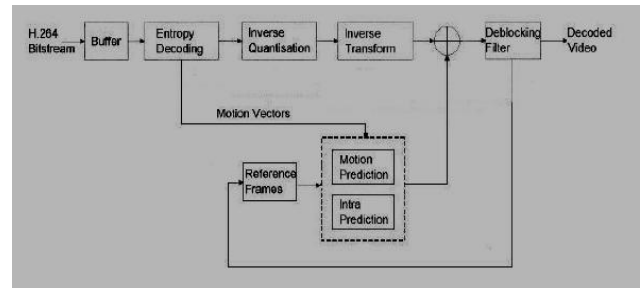 H.264
Bitstream
Buffer
Entropy
Decoding
Inverse
Quantisation
Inverse
Transform
Deblocking
Filter
Decoded
Video
Motion Vectors
Reference
Frames
Motion
Prediction
Intra
Prediction